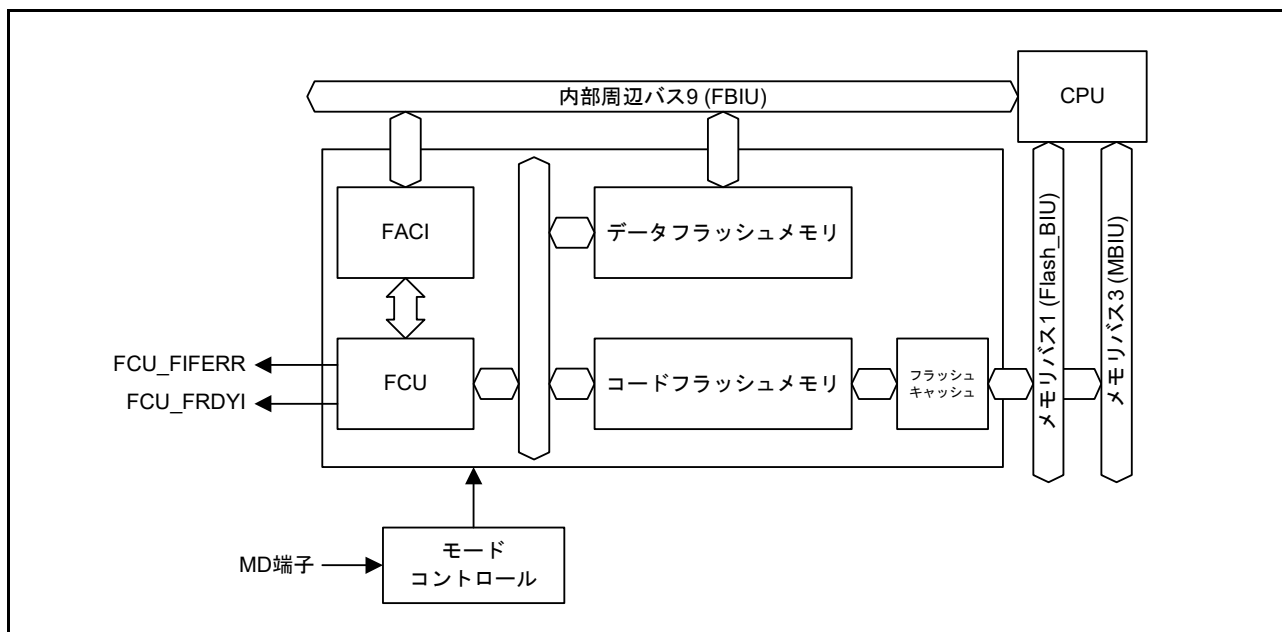 内部周辺バス9 (FBIU)
CPU
FACI
データフラッシュメモリ
メモリバス1 (Flash_BIU)
メモリバス3 (MBIU)
FCU_FIFERR
FCU_FRDYI
FCU
コードフラッシュメモリ
フラッシュ
キャッシュ
MD端子
モード
コントロール